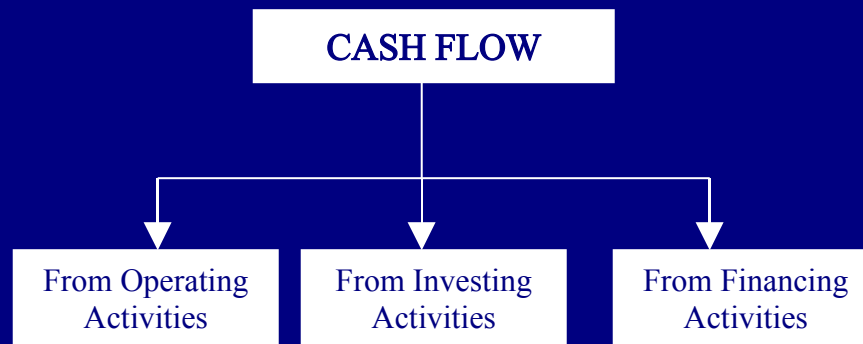 CASH FLOW
From Operating
Activities
From Investing
Activities
From Financing
Activities